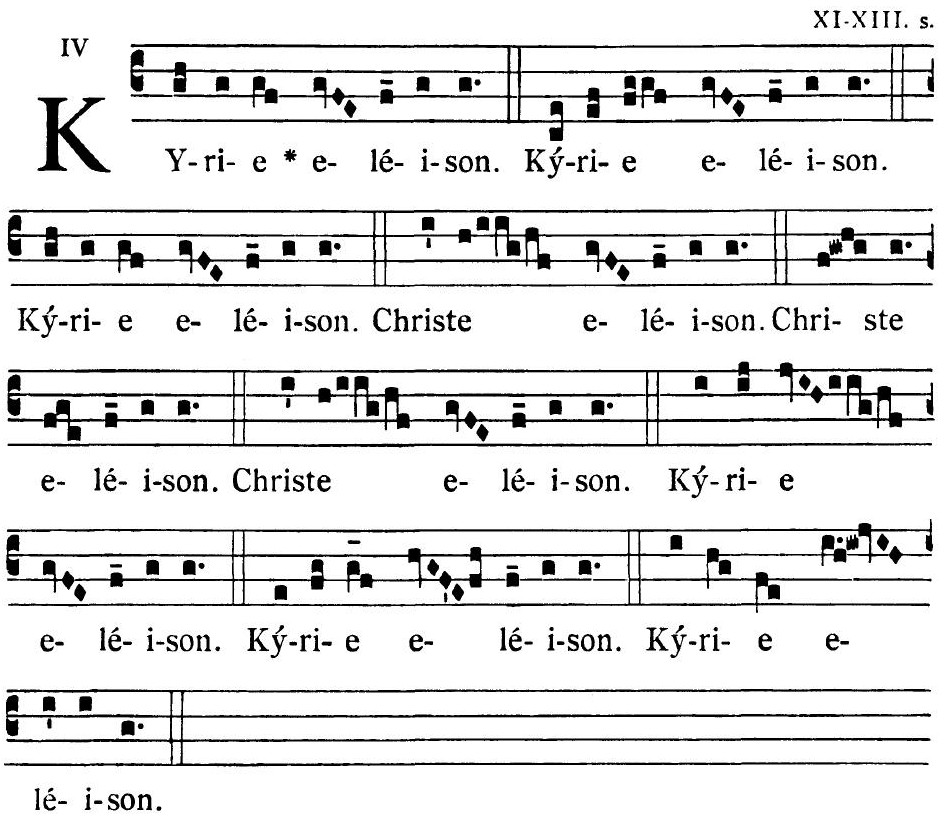 XI-XIII. s.
IV
KY-ri- e * e- lé- i-son. Ký-ri- e e- lé- i-son.
Ký-ri- e e- lé- i-son. Christe e- lé- i-son. Chri- ste
e- lé- i-son. Christe e- lé- i-son. Ký-ri- e
e- lé- i-son. Ký-ri- e e- lé- i-son. Ký-ri- e e-
lé- i-son.